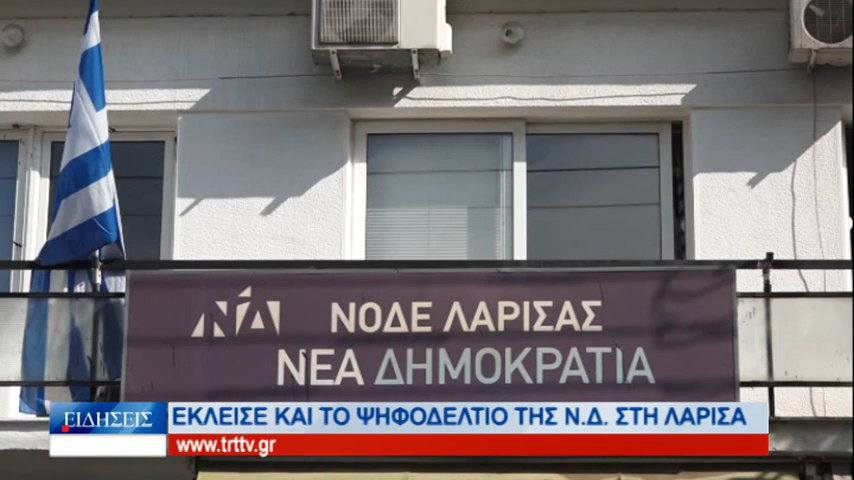 ΝΔ ΝΟΔΕ ΛΑΡΙΣΑΣ
ΝΕΑ ΔΗΜΟΚΡΑΤΙΑ
ΕΙΔΗΣΕΙΣ
ΕΚΛΕΙΣΕ ΚΑΙ ΤΟ ΨΗΦΟΔΕΛΤΙΟ ΤΗΣ Ν.Δ. ΣΤΗ ΛΑΡΙΣΑ
www.trttv.gr